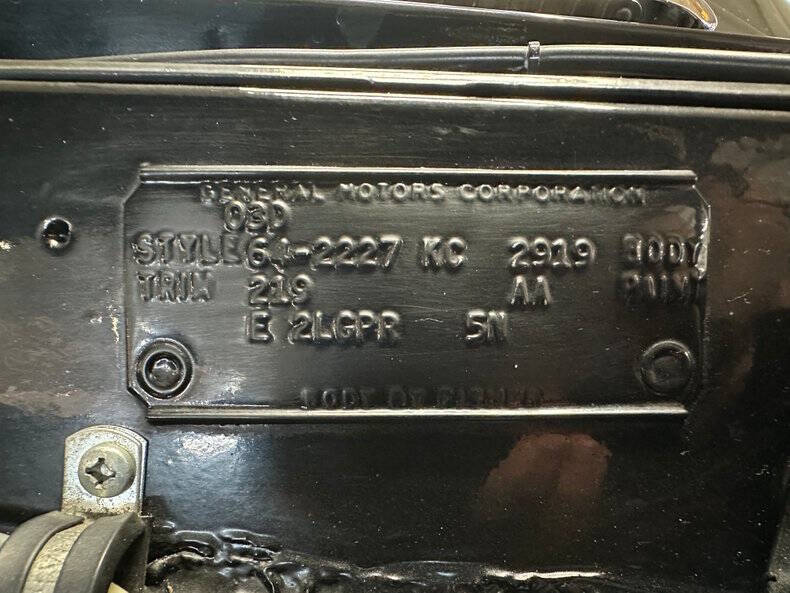 GENERAL MOTORS CORPORATION
03D
STYLE 64-2227 KC 2919 BODY
TRIM 219 AA PAINT
E 2LGPR 5N
BODY BY FISHER